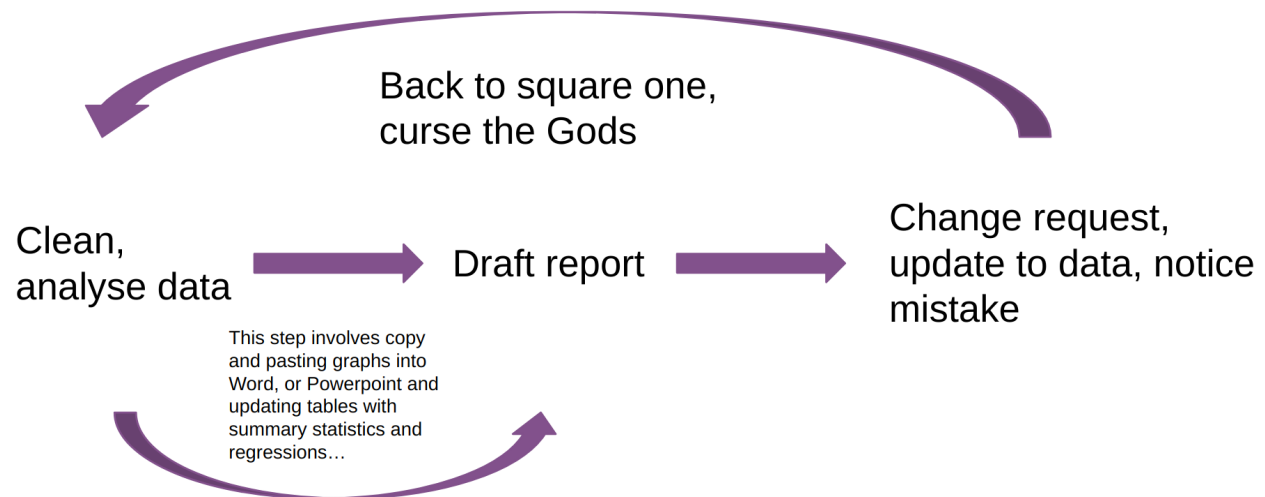 Back to square one,
curse the Gods
Clean,
analyse data
Draft report
Change request,
update to data, notice
mistake
This step involves copy
and pasting graphs into
Word, or Powerpoint and
updating tables with
summary statistics and
regressions…